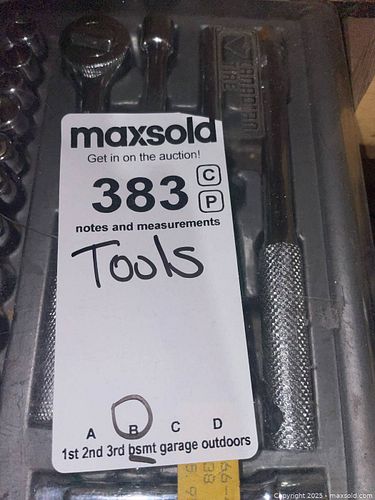 maxsold
Get in on the auction!
383 C
P
notes and measurements
Tools
A B C D
1st 2nd 3rd bsmt garage outdoors
Copyright 2025 - maxsold.com